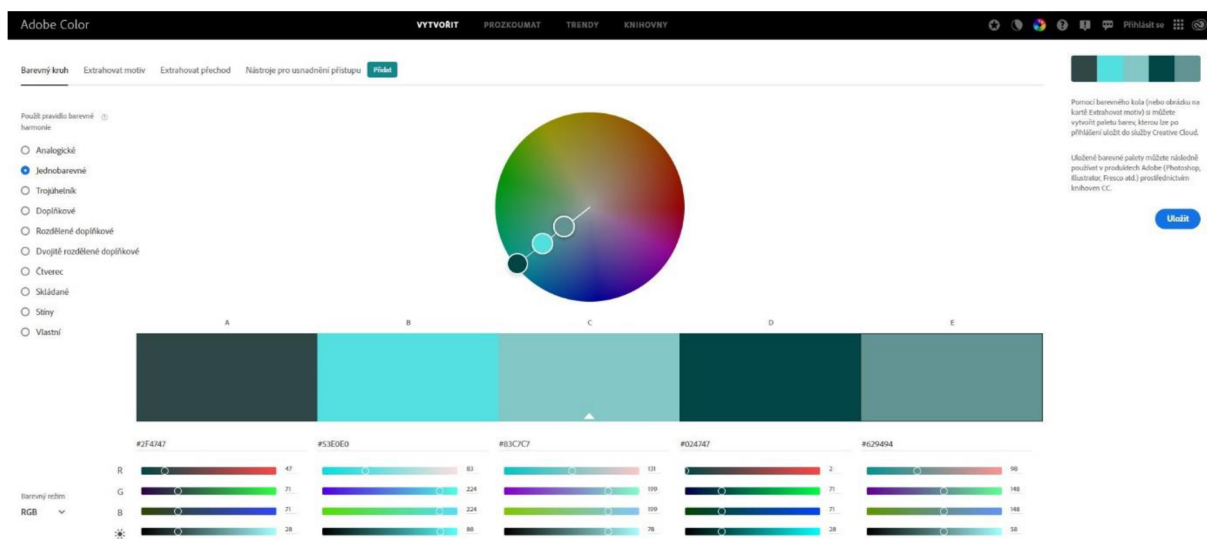 Adobe Color
VYTVOŘIT PROZKOUMAT TRENDY KNIHOVNY
Přihlásit se
Barevný kruh Extrahovat motiv Extrahovat přechod Nástroje pro usnadnění přístupu Přidat
Použít pravidlo barevné
harmonie
Analogické
Jednobarevné
Trojúhelník
Doplňkové
Rozdělené doplňkové
Dvojitě rozdělené doplňkové
Čtverec
Skládané
Stíny
Vlastní
Pomocí barevného kola (nebo obrázku na
kartě Extrahovat motiv) si můžete
vytvořit paletu barev, kterou lze po
přihlášení uložit do služby Creative Cloud.
Uložené barevné palety můžete následně
používat v produktech Adobe (Photoshop,
Illustrator, Fresco atd.) prostřednictvím
knihoven CC.
Uložit
A B C D E
#2F4747 #53E0E0 #83C7C7 #024747 #629494
R 47 83 131 2 98
G 71 224 199 71 148
B 71 224 199 71 148
28 88 78 28 58
Barevný režim
RGB